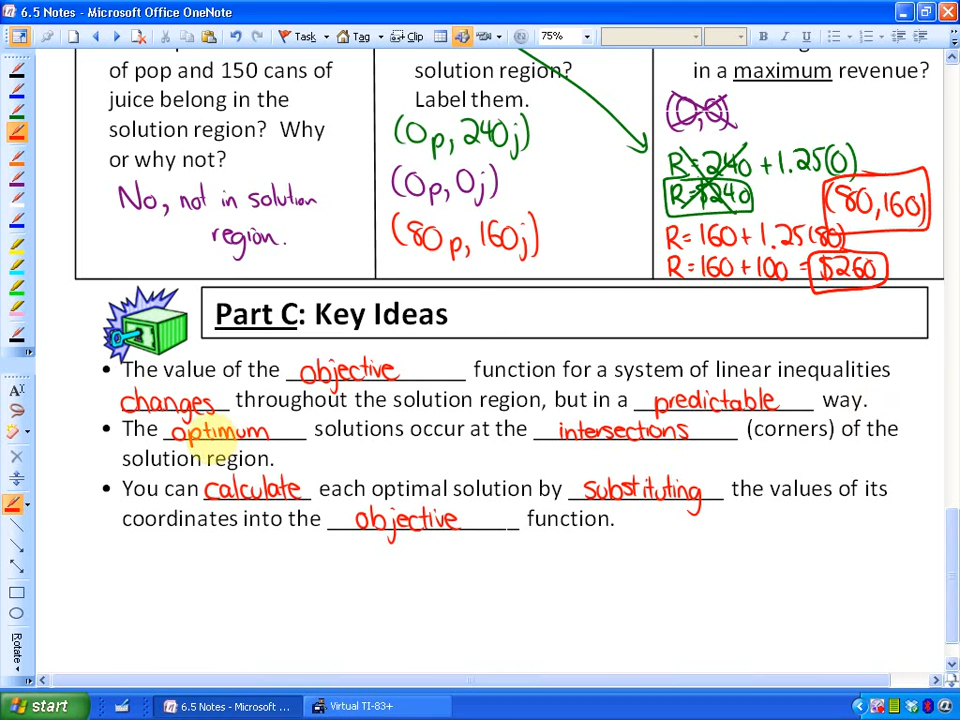 6.5 Notes - Microsoft Office OneNote
Task Tag Clip 75% B I U
of pop and 150 cans of
juice belong in the
solution region? Why
or why not?
No, not in solution
region.
solution region?
Label them.
(0p, 240j)
(0p, 0j)
(80p, 160j)
in a maximum revenue?
(0,0)
R = 240 + 1.25(0)
R = $240
(80,160)
R = 160 + 1.25(80)
R = 160 + 100 = $260
Part C: Key Ideas
• The value of the objective function for a system of linear inequalities
changes throughout the solution region, but in a predictable way.
• The optimum solutions occur at the intersections (corners) of the
solution region.
• You can calculate each optimal solution by substituting the values of its
coordinates into the objective function.
A
Rotate
start 6.5 Notes - Microsoft ... Virtual TI-83+ 2:04 PM